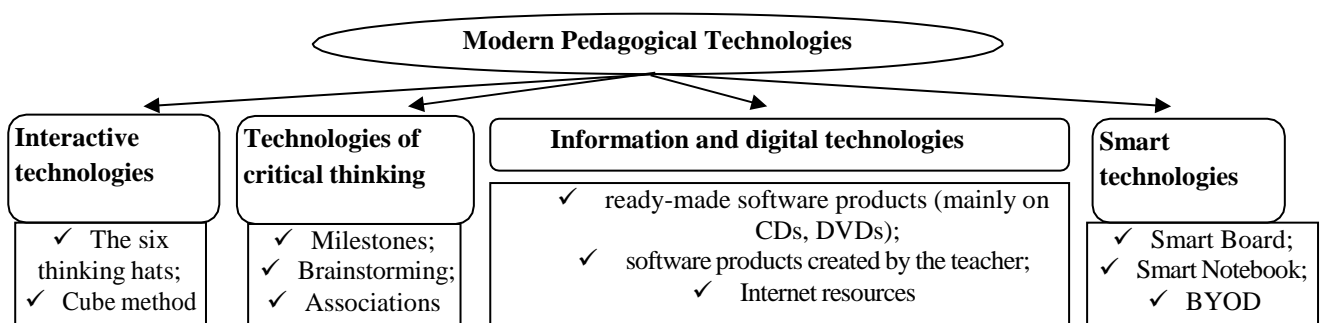 Modern Pedagogical Technologies
Interactive
technologies
✓ The six
thinking hats;
✓ Cube method
Technologies of
critical thinking
✓ Milestones;
✓ Brainstorming;
✓ Associations
Information and digital technologies
✓ ready-made software products (mainly on
CDs, DVDs);
✓ software products created by the teacher;
✓ Internet resources
Smart
technologies
✓ Smart Board;
✓ Smart Notebook;
✓ BYOD